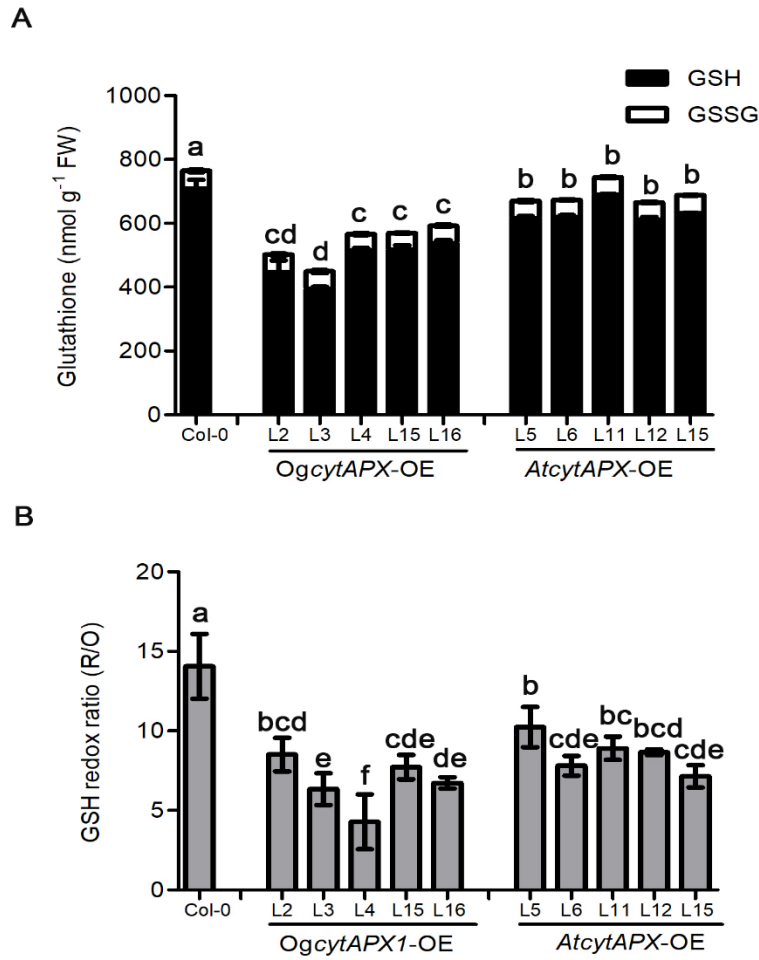 A
GSH
GSSG
Glutathione (nmol g⁻¹ FW)
1000
800
600
400
200
0
a
cd
d
c
c
c
b
b
b
b
b
Col-0 L2 L3 L4 L15 L16 L5 L6 L11 L12 L15
OgcytAPX-OE AtcytAPX-OE
B
GSH redox ratio (R/O)
20
15
10
5
0
a
bcd
e
f
cde
de
b
cde
bc
bcd
cde
Col-0 L2 L3 L4 L15 L16 L5 L6 L11 L12 L15
OgcytAPX1-OE AtcytAPX-OE